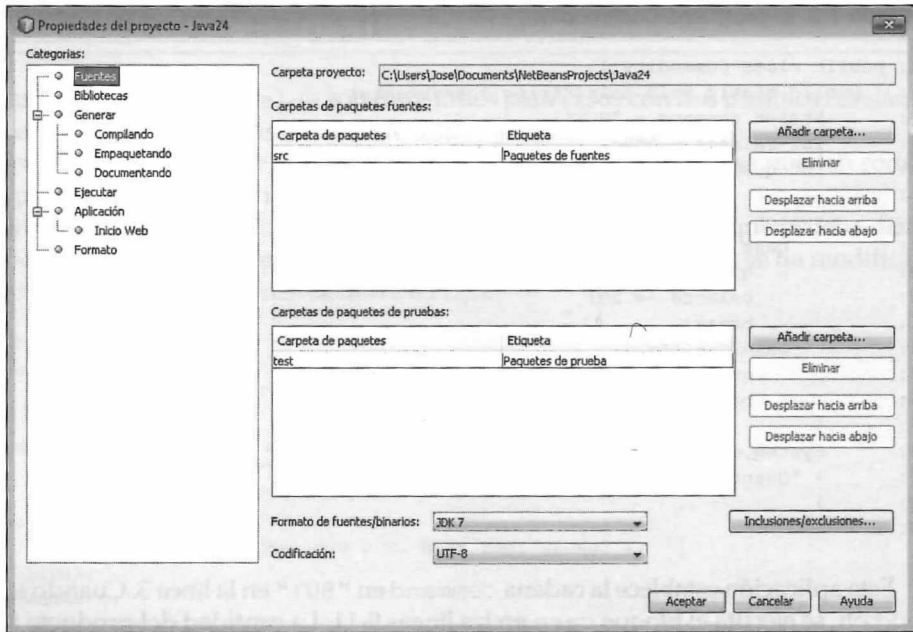 Propiedades del proyecto - Java24
Categorías:
Fuentes
Bibliotecas
Generar
Compilando
Empaquetando
Documentando
Ejecutar
Aplicación
Inicio Web
Formato
Carpeta proyecto: C:\Users\Jose\Documents\NetBeansProjects\Java24
Carpetas de paquetes fuentes:
Carpeta de paquetes Etiqueta
src Paquetes de fuentes
Añadir carpeta...
Eliminar
Desplazar hacia arriba
Desplazar hacia abajo
Carpetas de paquetes de pruebas:
Carpeta de paquetes Etiqueta
test Paquetes de prueba
Añadir carpeta...
Eliminar
Desplazar hacia arriba
Desplazar hacia abajo
Formato de fuentes/binarios: JDK 7
Inclusiones/exclusiones...
Codificación: UTF-8
Aceptar Cancelar Ayuda